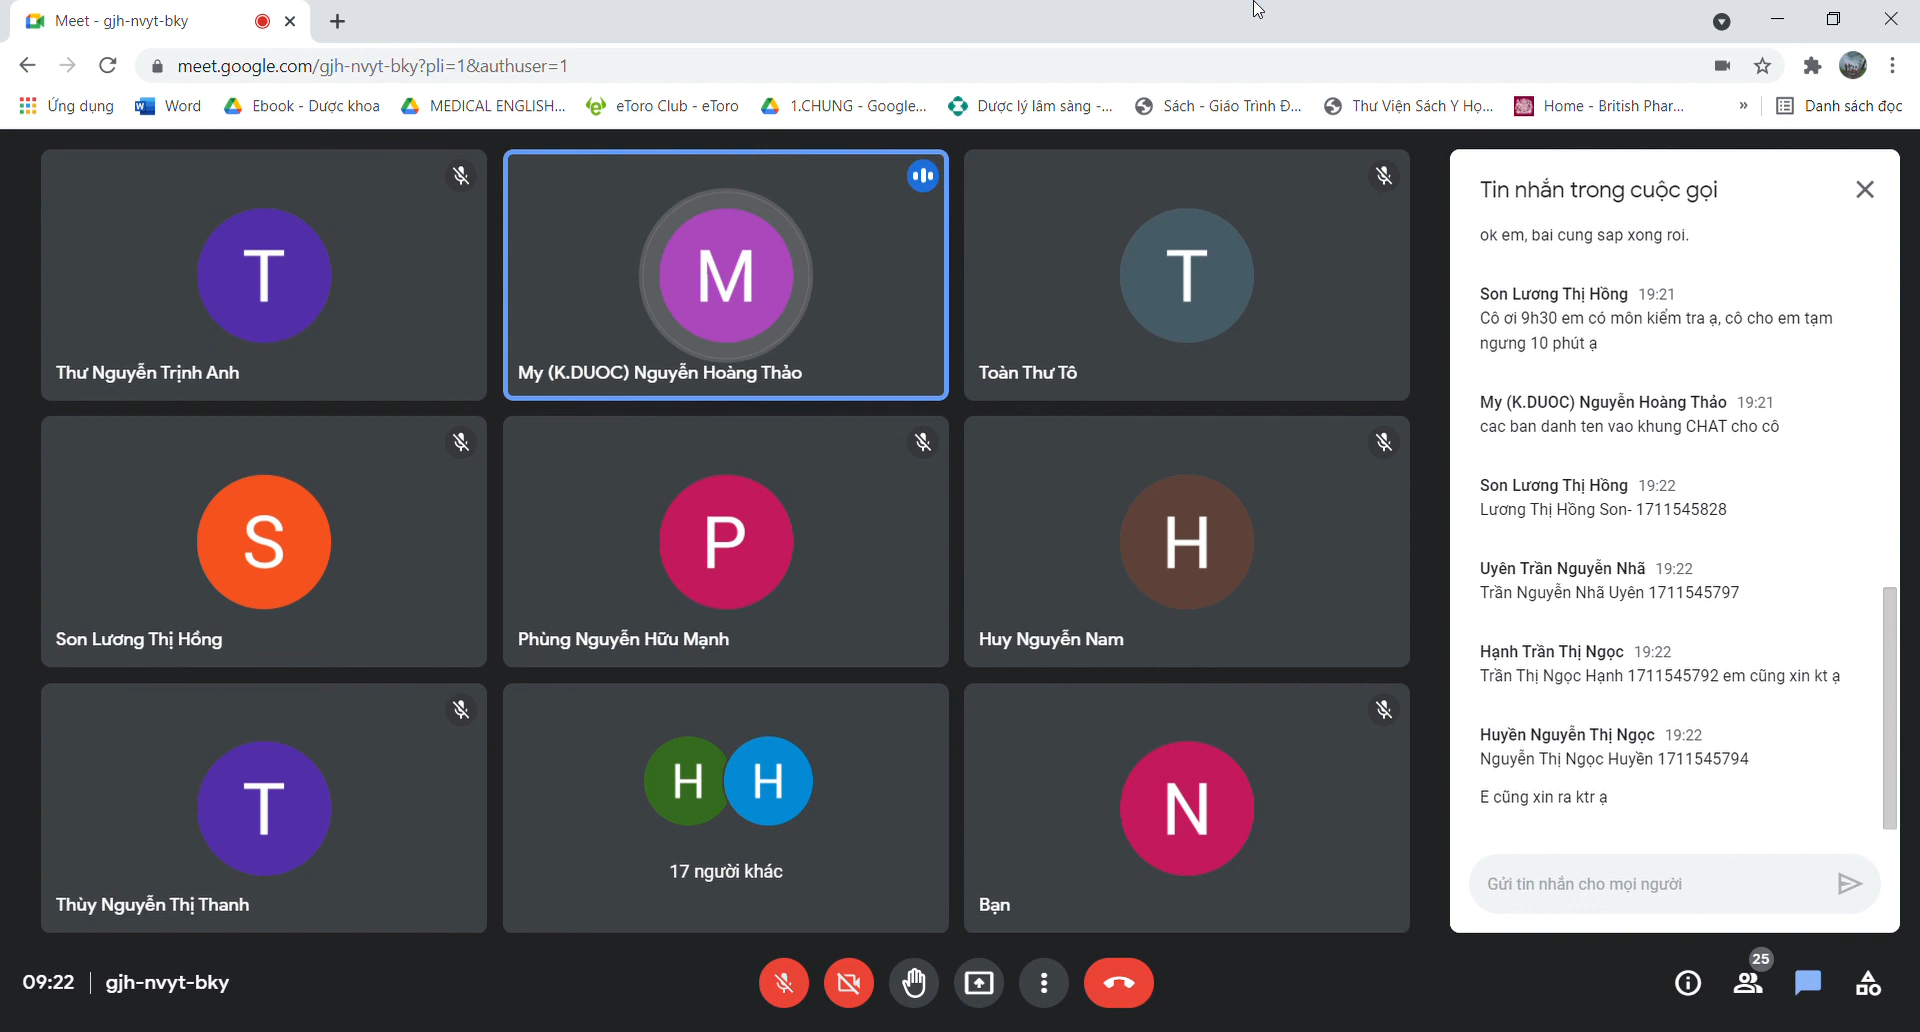 Meet - gjh-nvyt-bky
meet.google.com/gjh-nvyt-bky?pli=1&authuser=1
Ứng dụng
Word
Ebook - Dược khoa
MEDICAL ENGLISH...
eToro Club - eToro
1.CHUNG - Google...
Dược lý lâm sàng -...
Sách - Giáo Trình Đ...
Thư Viện Sách Y Họ...
Home - British Phar...
»
Danh sách đọc
T
Thư Nguyễn Trịnh Anh
M
My (K.DUOC) Nguyễn Hoàng Thảo
T
Toàn Thư Tô
S
Son Lương Thị Hồng
P
Phùng Nguyễn Hữu Mạnh
H
Huy Nguyễn Nam
T
Thùy Nguyễn Thị Thanh
H H
17 người khác
N
Bạn
Tin nhắn trong cuộc gọi
ok em, bai cung sap xong roi.
Son Lương Thị Hồng 19:21
Cô ơi 9h30 em có môn kiểm tra ạ, cô cho em tạm
ngưng 10 phút ạ
My (K.DUOC) Nguyễn Hoàng Thảo 19:21
cac ban danh ten vao khung CHAT cho cô
Son Lương Thị Hồng 19:22
Lương Thị Hồng Son- 1711545828
Uyên Trần Nguyễn Nhã 19:22
Trần Nguyễn Nhã Uyên 1711545797
Hạnh Trần Thị Ngọc 19:22
Trần Thị Ngọc Hạnh 1711545792 em cũng xin kt ạ
Huyền Nguyễn Thị Ngọc 19:22
Nguyễn Thị Ngọc Huyền 1711545794
E cũng xin ra ktr ạ
Gửi tin nhắn cho mọi người
09:22 | gjh-nvyt-bky
25